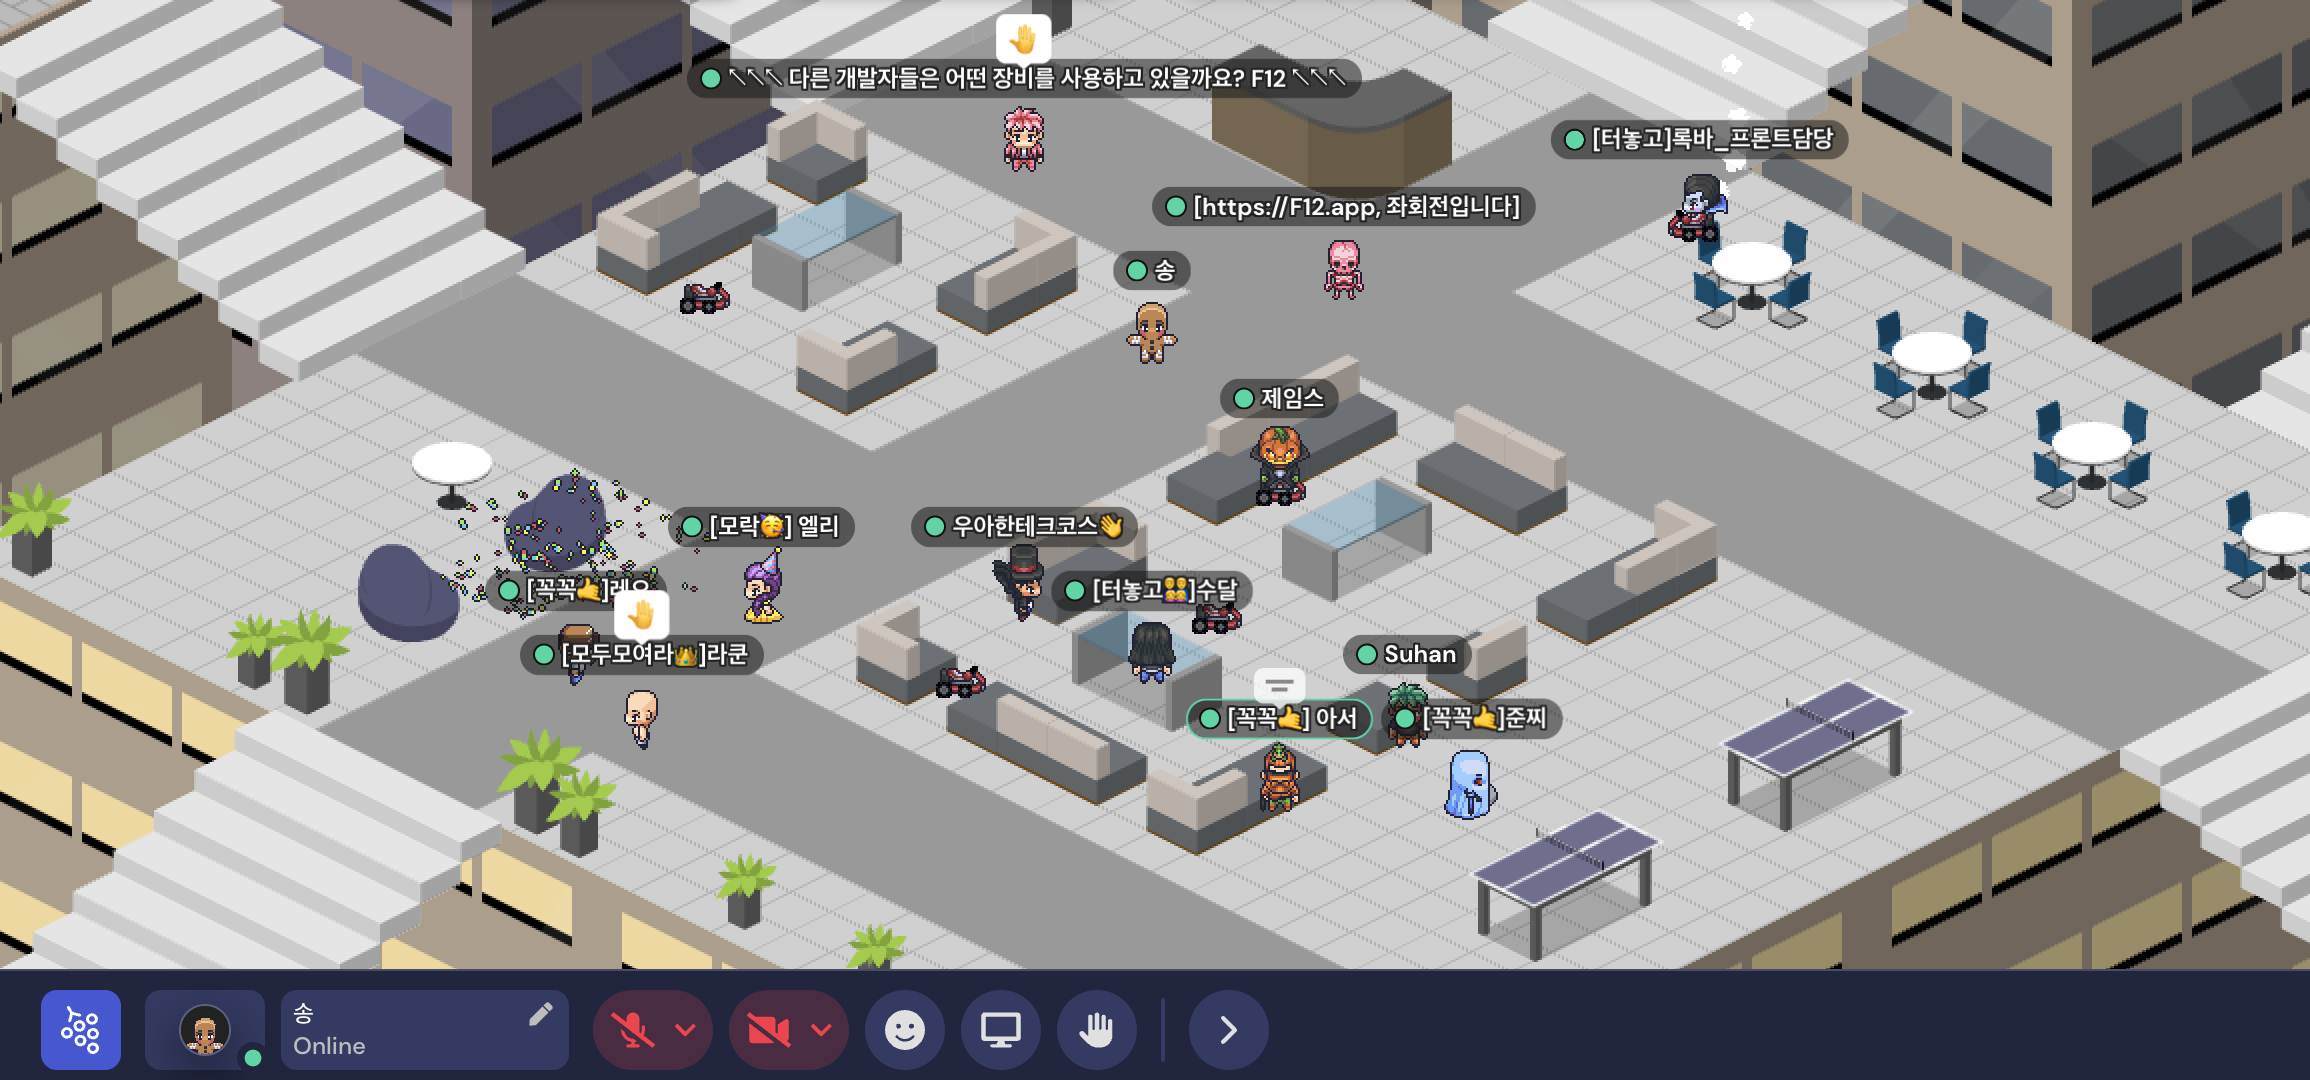 ↖↖↖ 다른 개발자들은 어떤 장비를 사용하고 있을까요? F12 ↖↖↖
[터놓고]록바_프론트담당
[https://F12.app, 좌회전입니다]
송
제임스
[모락🥳] 엘리
우아한테크코스👋
[꼭꼭🤙]레오
[터놓고👯]수달
[모두모여라👑]라쿤
Suhan
[꼭꼭🤙] 아서
[꼭꼭🤙]준찌
송
Online